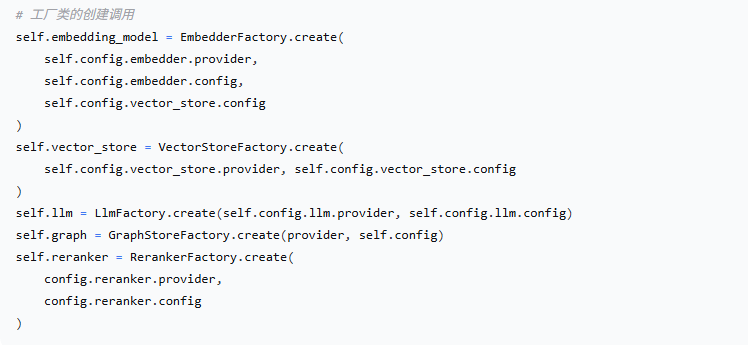 # 工厂类的创建调用
self.embedding_model = EmbedderFactory.create(
    self.config.embedder.provider,
    self.config.embedder.config,
    self.config.vector_store.config
)
self.vector_store = VectorStoreFactory.create(
    self.config.vector_store.provider, self.config.vector_store.config
)
self.llm = LlmFactory.create(self.config.llm.provider, self.config.llm.config)
self.graph = GraphStoreFactory.create(provider, self.config)
self.reranker = RerankerFactory.create(
    config.reranker.provider,
    config.reranker.config
)